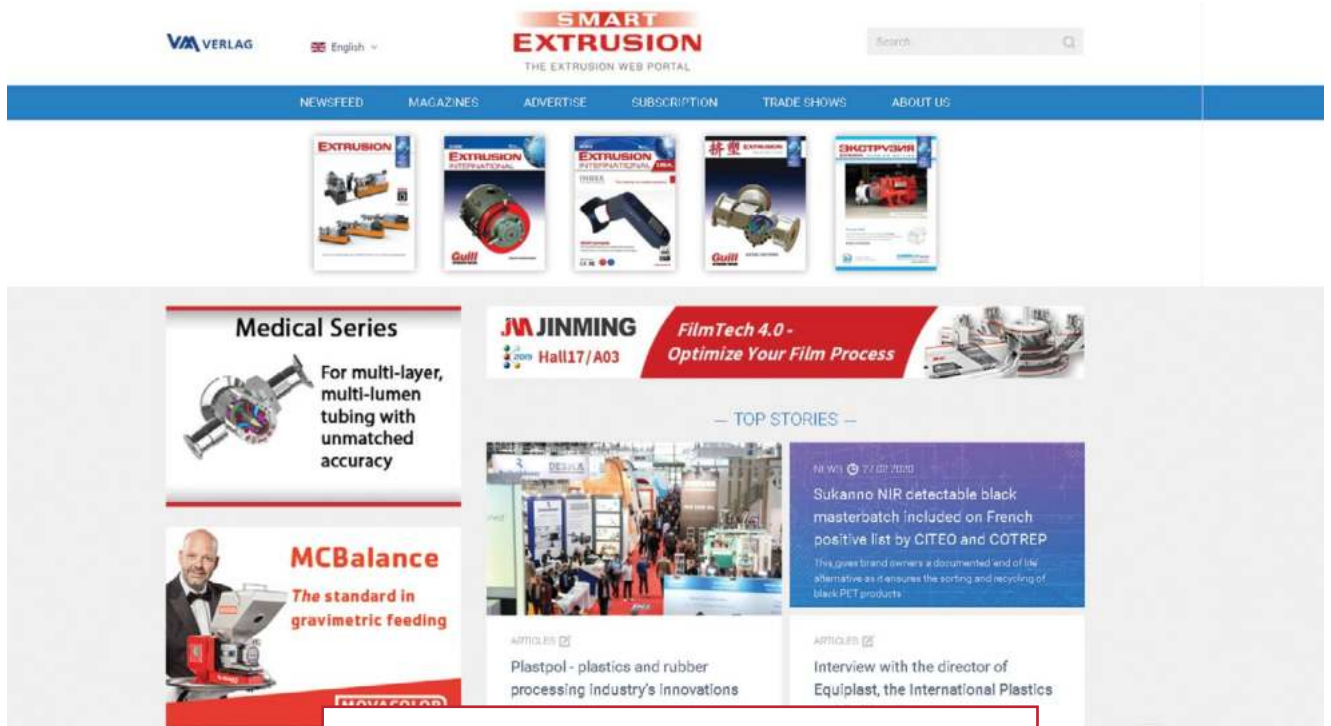 VM VERLAG
English
SMART
EXTRUSION
THE EXTRUSION WEB PORTAL
Search
NEWSFEED MAGAZINES ADVERTISE SUBSCRIPTION TRADE SHOWS ABOUT US
EXTRUSION
EXTRUSION
INTERNATIONAL
Guill
EXTRUSION
INTERNATIONAL USA
挤塑 EXTRUSION
Guill
ЭКСТРУЗИЯ
Medical Series
For multi-layer,
multi-lumen
tubing with
unmatched
accuracy
JM JINMING
2019 Hall17/A03
FilmTech 4.0 -
Optimize Your Film Process
— TOP STORIES —
MCBalance
The standard in
gravimetric feeding
MOVACOLOR
DEGMA
ARTICLES
Plastpol - plastics and rubber
processing industry's innovations
NEWS 27.02.2020
Sukanno NIR detectable black
masterbatch included on French
positive list by CITEO and COTREP
This gives brand owners a documented end of life
alternative as it ensures the sorting and recycling of
black PET products
ARTICLES
Interview with the director of
Equiplast, the International Plastics